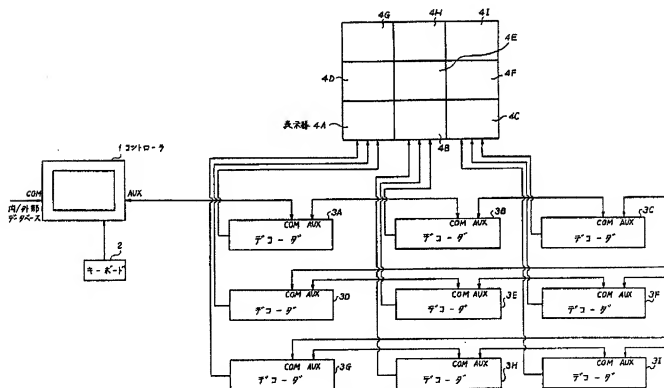 4G
4H
4I
4E
4D
4F
表示器 4A
4B
4C
1 コントローラ
COM
AUX
内/外部
データベース
2
キーボード
3A
COM AUX
デコーダ
3B
COM AUX
デコーダ
3C
COM AUX
デコーダ
3D
COM AUX
デコーダ
3E
COM AUX
デコーダ
3F
COM AUX
デコーダ
3G
COM AUX
デコーダ
3H
COM AUX
デコーダ
3I
COM AUX
デコーダ